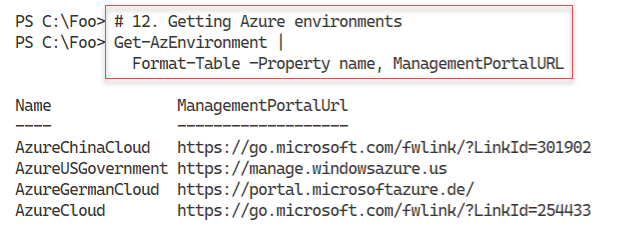 PS C:\Foo> # 12. Getting Azure environments
PS C:\Foo> Get-AzEnvironment |
Format-Table -Property name, ManagementPortalURL
Name ManagementPortalUrl
---- -------------------
AzureChinaCloud https://go.microsoft.com/fwlink/?LinkId=301902
AzureUSGovernment https://manage.windowsazure.us
AzureGermanCloud https://portal.microsoftazure.de/
AzureCloud https://go.microsoft.com/fwlink/?LinkId=254433